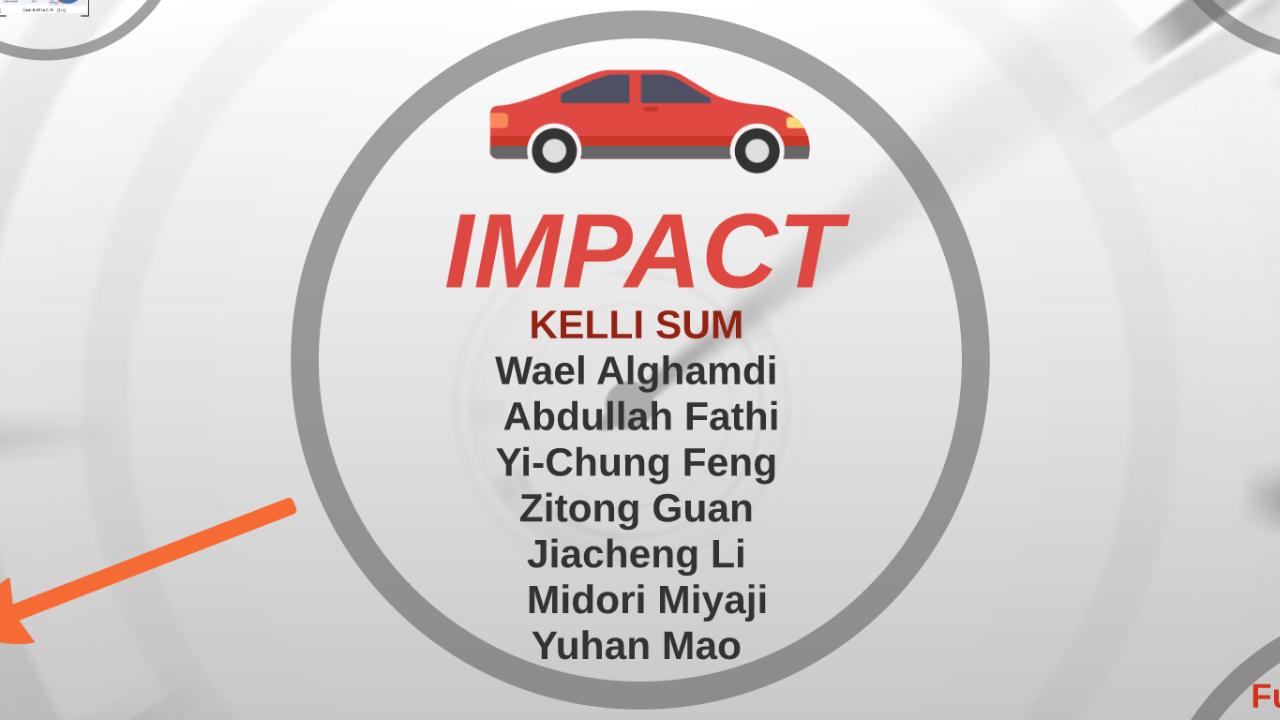 IMPACT
KELLI SUM
Wael Alghamdi
Abdullah Fathi
Yi-Chung Feng
Zitong Guan
Jiacheng Li
Midori Miyaji
Yuhan Mao